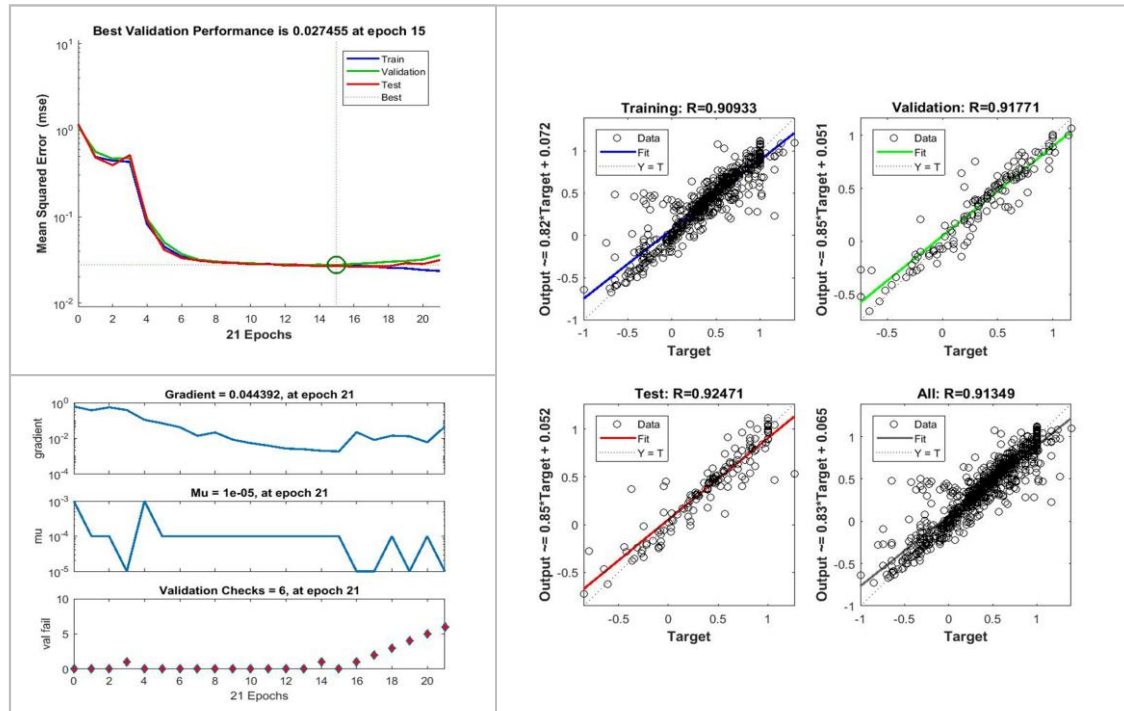 Best Validation Performance is 0.027455 at epoch 15
Mean Squared Error (mse)
10^1
10^0
10^-1
10^-2
Train
Validation
Test
Best
0 2 4 6 8 10 12 14 16 18 20
21 Epochs
Gradient = 0.044392, at epoch 21
gradient
10^0
10^-2
10^-4
Mu = 1e-05, at epoch 21
mu
10^-3
10^-4
10^-5
Validation Checks = 6, at epoch 21
val fail
10
5
0
0 2 4 6 8 10 12 14 16 18 20
21 Epochs
Training: R=0.90933
Output ~= 0.82*Target + 0.072
Data
Fit
Y = T
1
0.5
0
-0.5
-1
-1 -0.5 0 0.5 1
Target
Validation: R=0.91771
Output ~= 0.85*Target + 0.051
Data
Fit
Y = T
1
0.5
0
-0.5
-0.5 0 0.5 1
Target
Test: R=0.92471
Output ~= 0.85*Target + 0.052
Data
Fit
Y = T
1
0.5
0
-0.5
-0.5 0 0.5 1
Target
All: R=0.91349
Output ~= 0.83*Target + 0.065
Data
Fit
Y = T
1
0.5
0
-0.5
-1
-1 -0.5 0 0.5 1
Target